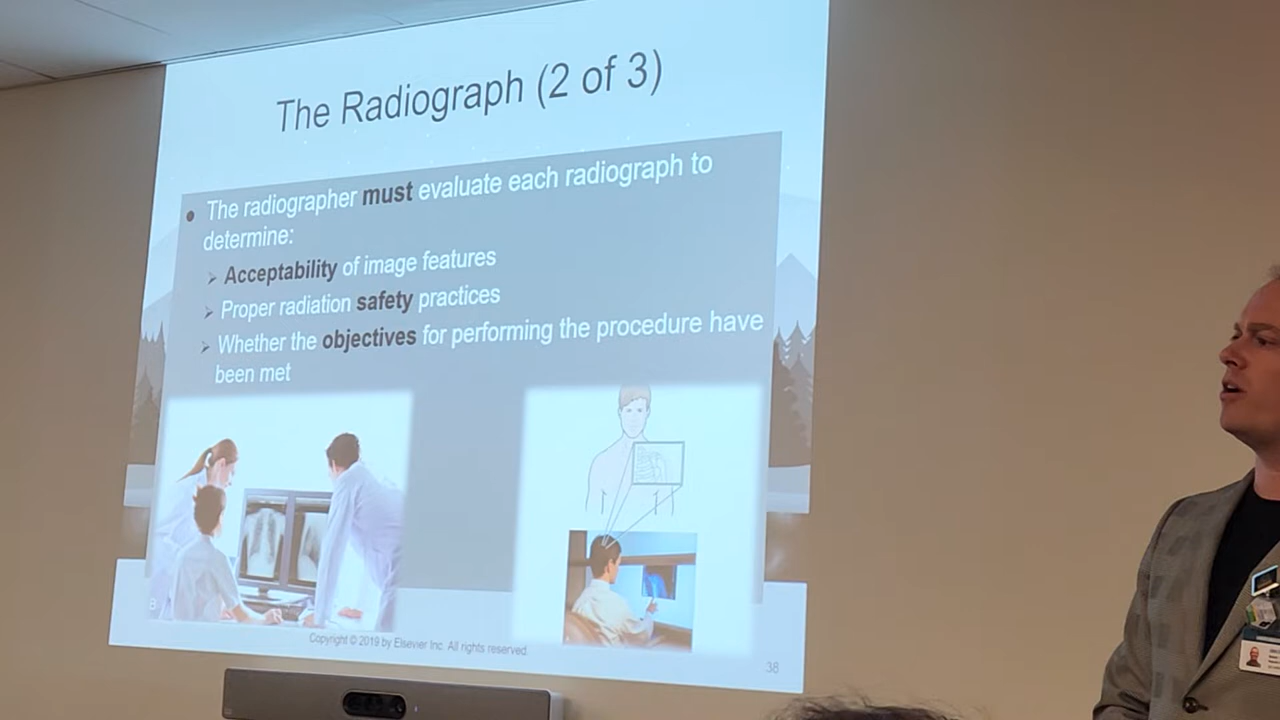 The Radiograph (2 of 3)
• The radiographer must evaluate each radiograph to
determine:
➢ Acceptability of image features
➢ Proper radiation safety practices
➢ Whether the objectives for performing the procedure have
been met
Copyright © 2019 by Elsevier Inc. All rights reserved.
38